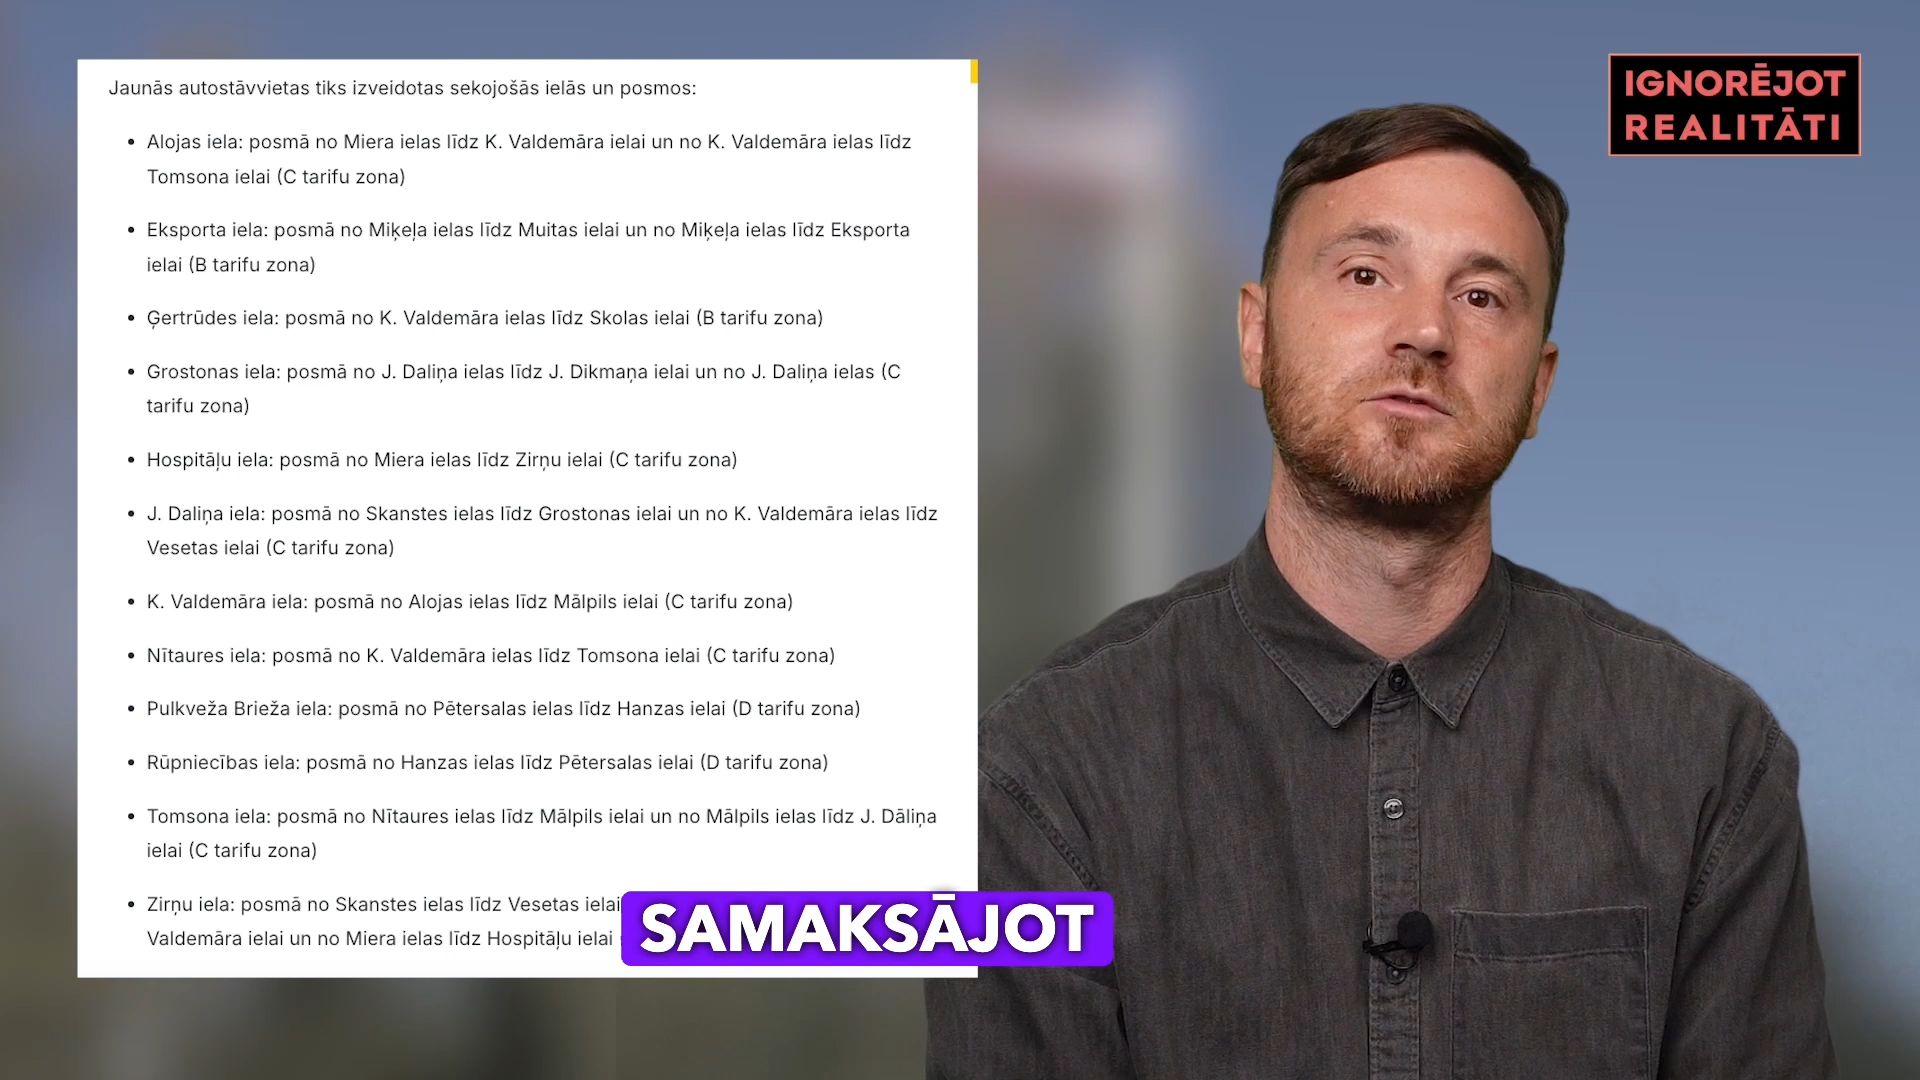 Jaunās autostāvvietas tiks izveidotas sekojošās ielās un posmos:
• Alojas iela: posmā no Miera ielas līdz K. Valdemāra ielai un no K. Valdemāra ielas līdz
Tomsona ielai (C tarifu zona)
• Eksporta iela: posmā no Miķeļa ielas līdz Muitas ielai un no Miķeļa ielas līdz Eksporta
ielai (B tarifu zona)
• Ģertrūdes iela: posmā no K. Valdemāra ielas līdz Skolas ielai (B tarifu zona)
• Grostonas iela: posmā no J. Daliņa ielas līdz J. Dikmaņa ielai un no J. Daliņa ielas (C
tarifu zona)
• Hospitāļu iela: posmā no Miera ielas līdz Zirņu ielai (C tarifu zona)
• J. Daliņa iela: posmā no Skanstes ielas līdz Grostonas ielai un no K. Valdemāra ielas līdz
Vesetas ielai (C tarifu zona)
• K. Valdemāra iela: posmā no Alojas ielas līdz Mālpils ielai (C tarifu zona)
• Nītaures iela: posmā no K. Valdemāra ielas līdz Tomsona ielai (C tarifu zona)
• Pulkveža Brieža iela: posmā no Pētersalas ielas līdz Hanzas ielai (D tarifu zona)
• Rūpniecības iela: posmā no Hanzas ielas līdz Pētersalas ielai (D tarifu zona)
• Tomsona iela: posmā no Nītaures ielas līdz Mālpils ielai un no Mālpils ielas līdz J. Dāliņa
ielai (C tarifu zona)
• Zirņu iela: posmā no Skanstes ielas līdz Vesetas ielai
Valdemāra ielai un no Miera ielas līdz Hospitāļu ielai
SAMAKSĀJOT
IGNORĒJOT
REALITĀTI